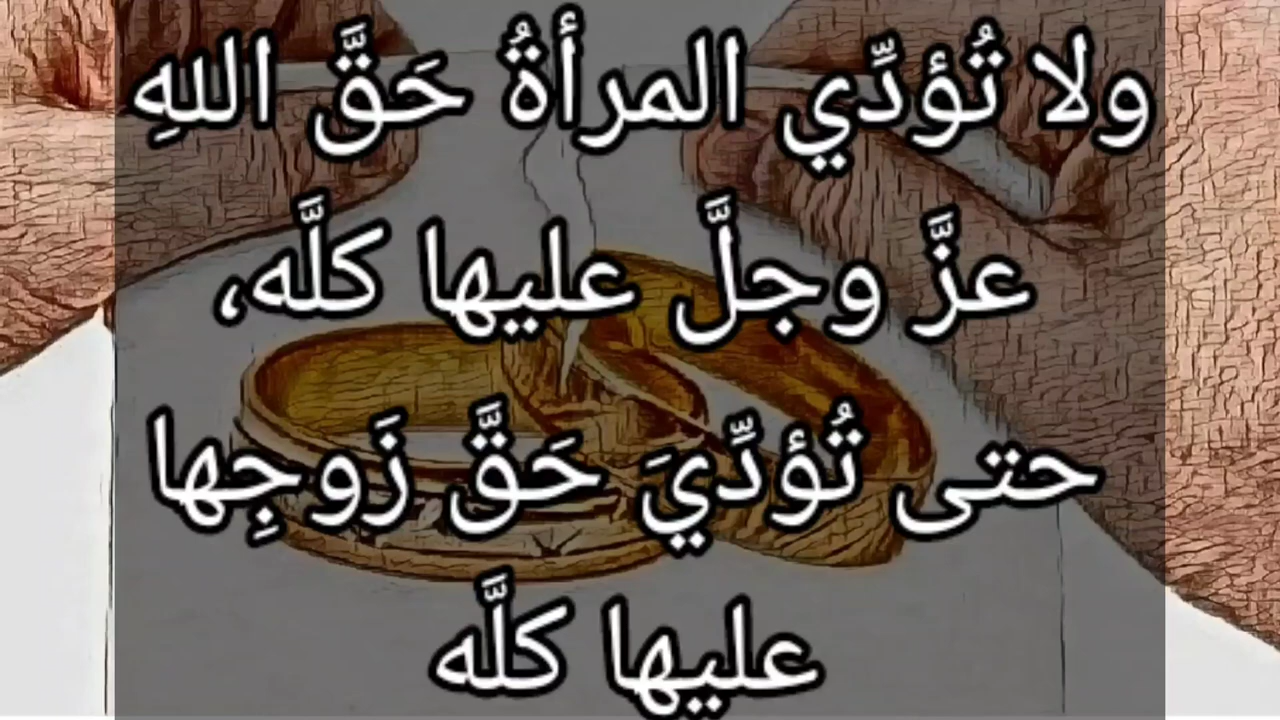 ولا تُؤدِّي المرأةُ حَقَّ اللهِ
عزَّ وجلَّ عليها كلَّه،
حتى تُؤدِّيَ حَقَّ زَوجِها
عليها كلَّه